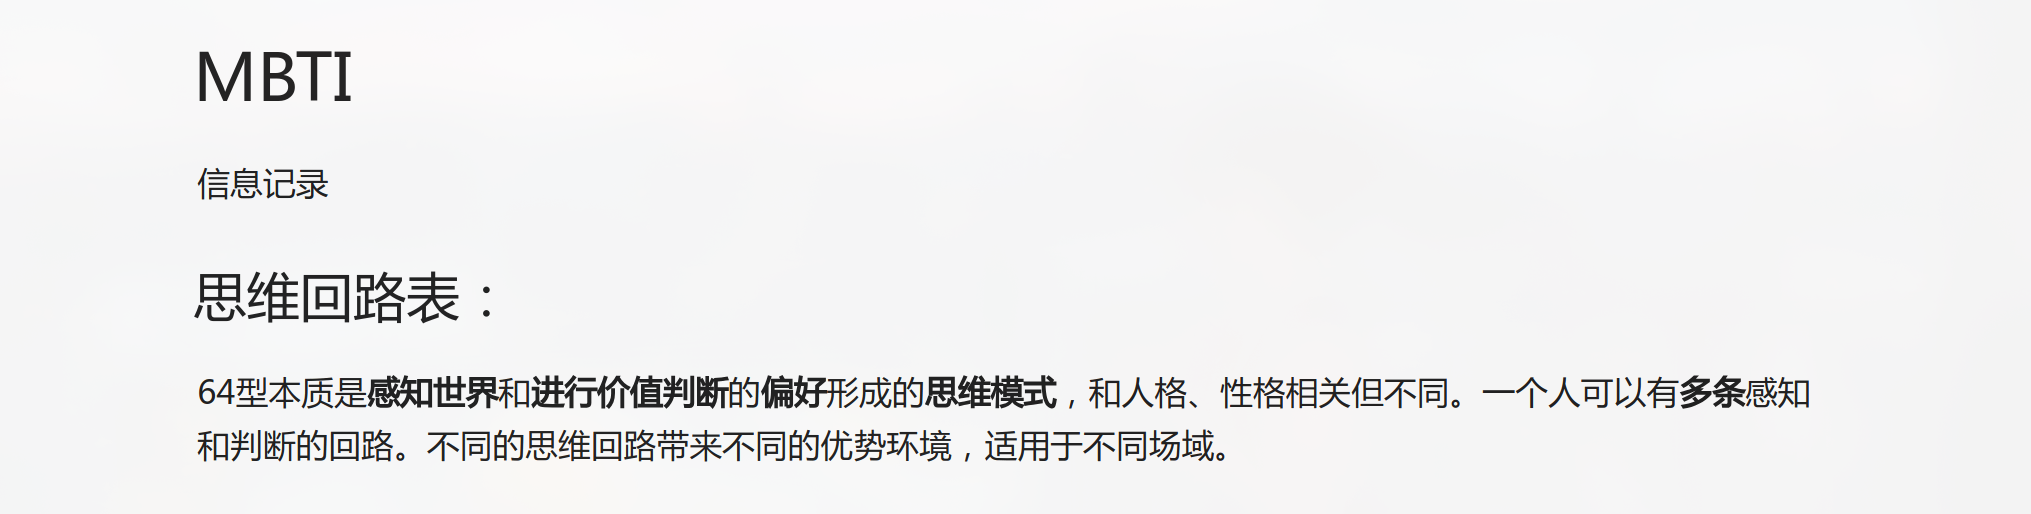 MBTI
信息记录
思维回路表：
64型本质是感知世界和进行价值判断的偏好形成的思维模式，和人格、性格相关但不同。一个人可以有多条感知
和判断的回路。不同的思维回路带来不同的优势环境，适用于不同场域。